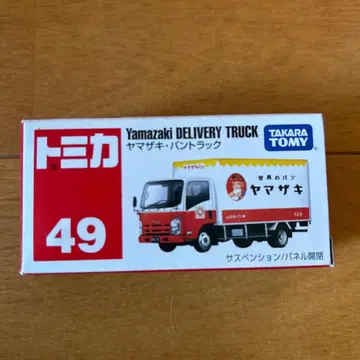 トミカ
49
Yamazaki DELIVERY TRUCK
ヤマザキ・パントラック
TAKARA
TOMY
世界のパン
ヤマザキ
サスペンション/パネル開閉